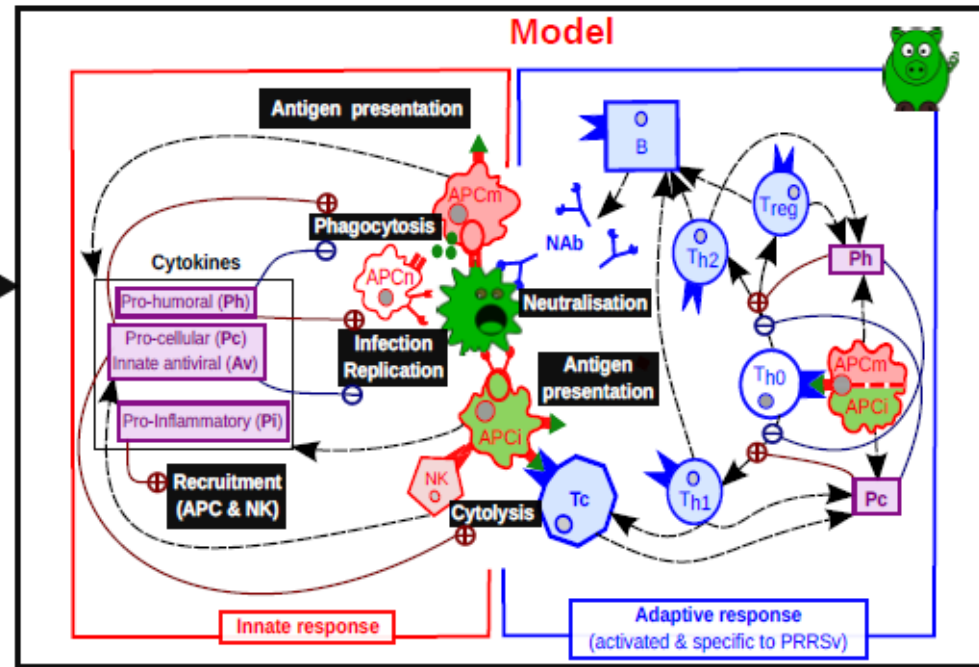 Model
Antigen presentation
APCm
Phagocytosis
APCn
Cytokines
Pro-humoral (Ph)
Pro-cellular (Pc)
Innate antiviral (Av)
Pro-Inflammatory (Pi)
Infection
Replication
Recruitment
(APC & NK)
NK
APCi
Cytolysis
Tc
Innate response
B
NAb
Neutralisation
Antigen
presentation
Treg
Th2
Ph
Th0
APCm
APCi
Th1
Pc
Adaptive response
(activated & specific to PRRSv)